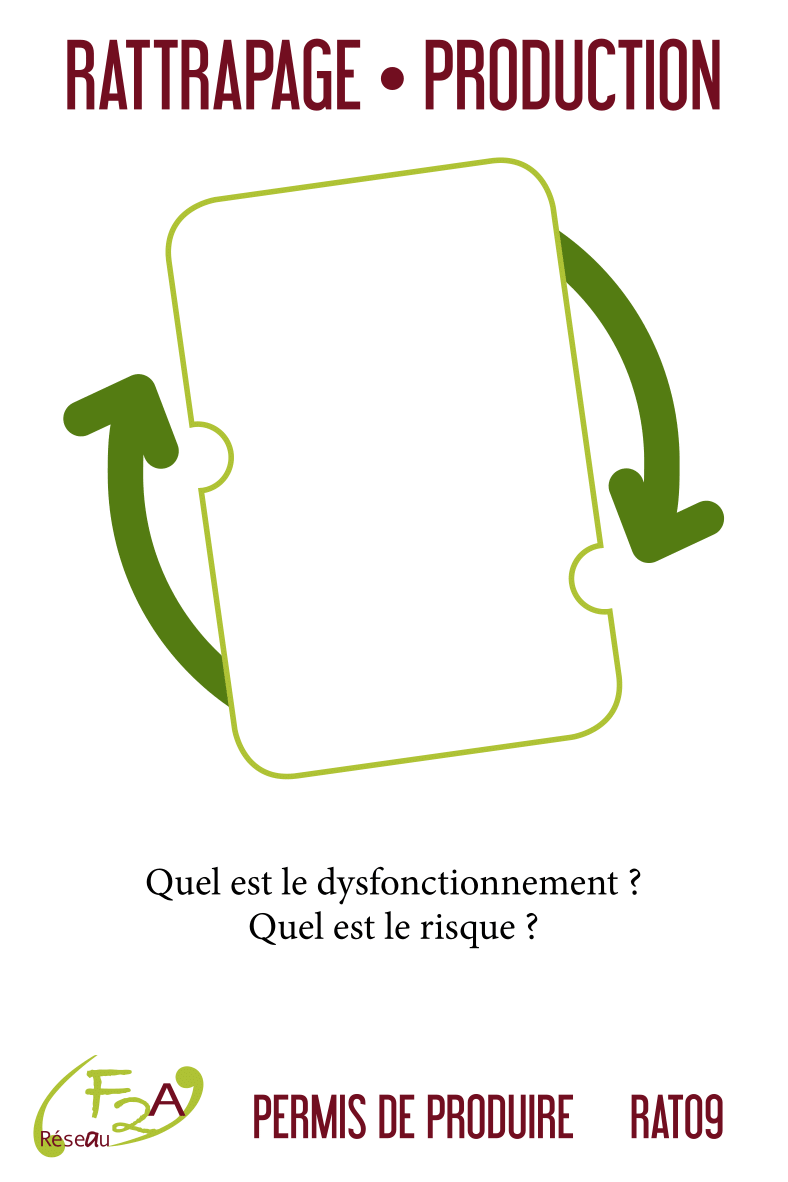 RATTRAPAGE • PRODUCTION
Quel est le dysfonctionnement ?
Quel est le risque ?
F2A
Réseau
PERMIS DE PRODUIRE RAT09